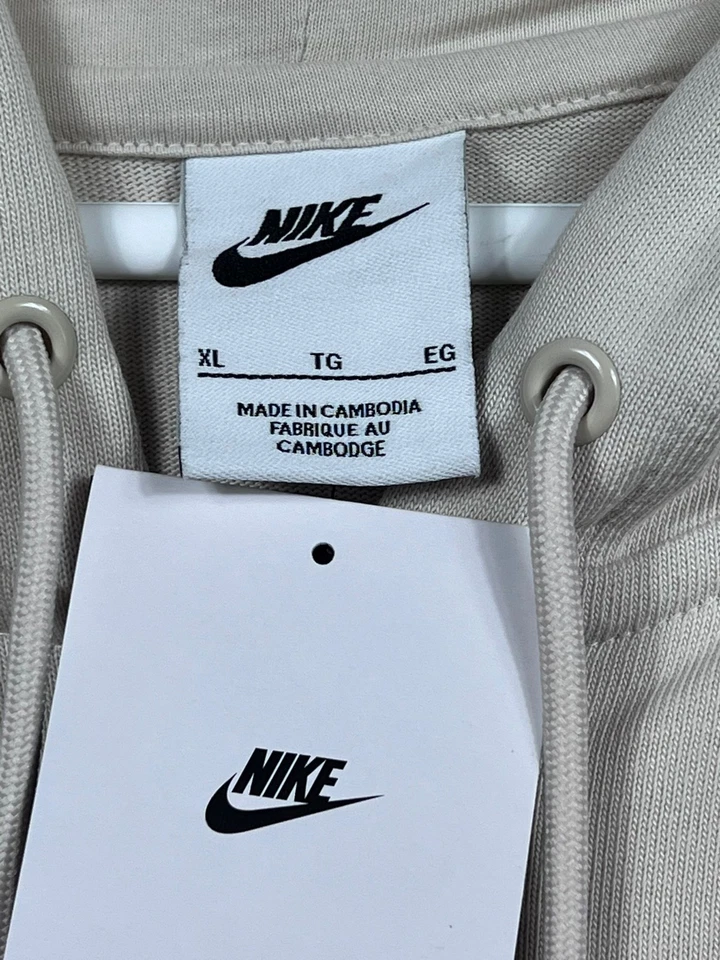 NIKE
XL TG EG
MADE IN CAMBODIA
FABRIQUE AU
CAMBODGE
NIKE